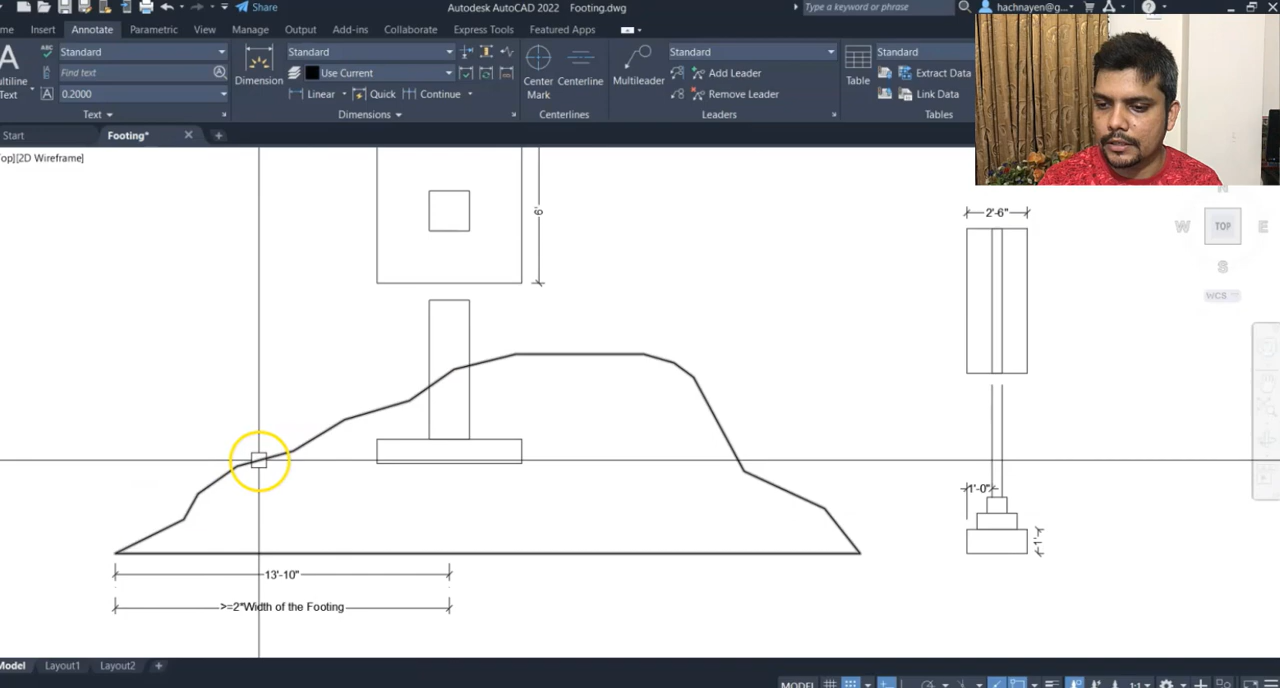 Share
Autodesk AutoCAD 2022 Footing.dwg
Type a keyword or phrase
hachnayen@g...
me Insert Annotate Parametric View Manage Output Add-ins Collaborate Express Tools Featured Apps
Multiline Text
Standard
Find text
0.2000
Text
Dimension
Standard
Use Current
Linear Quick Continue
Dimensions
Center Mark
Centerline
Centerlines
Multileader
Standard
Add Leader
Remove Leader
Leaders
Table
Standard
Extract Data
Link Data
Tables
Start Footing* +
op][2D Wireframe]
N
W TOP E
S
WCS
6'
2'-6"
1'-0"
13'-10"
>=2*Width of the Footing
Model Layout1 Layout2 +
MODEL 1:1